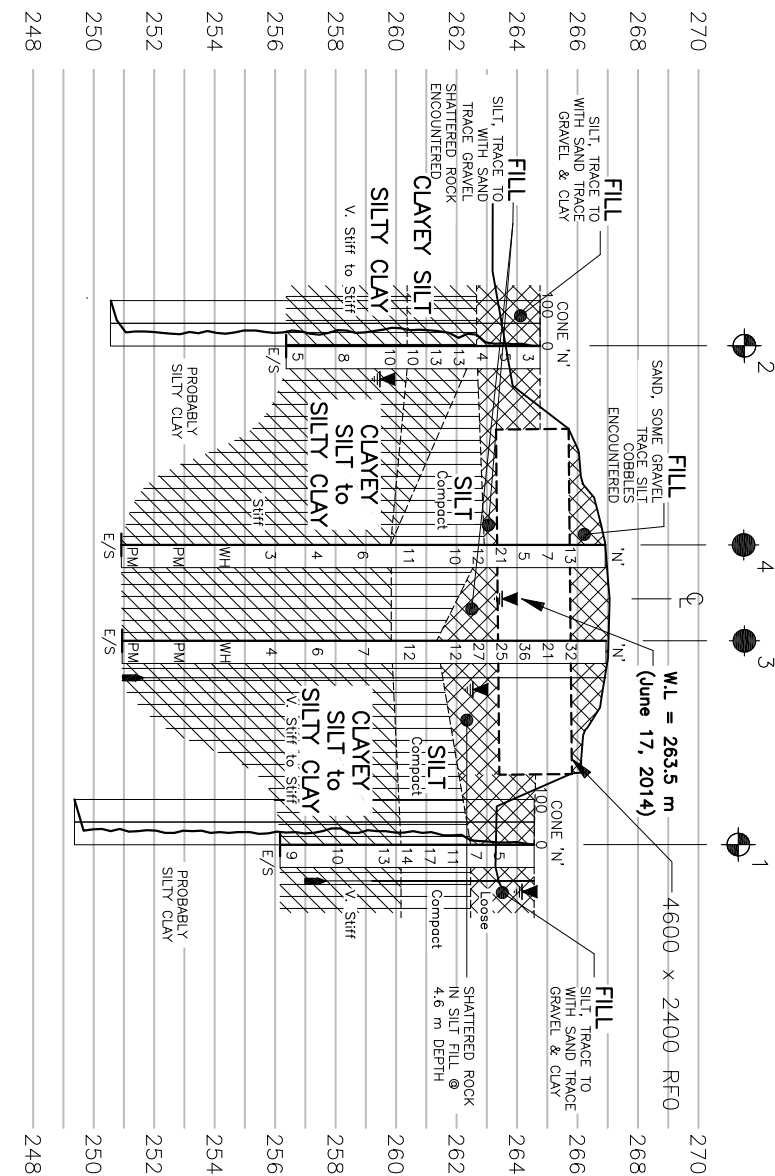 2
4
CL
3
1
270
268
266
264
262
260
258
256
254
252
250
248
270
268
266
264
262
260
258
256
254
252
250
248
W.L = 263.5 m
(June 17, 2014)
4600 x 2400 RFO
FILL
SILT, TRACE TO
WITH SAND TRACE
GRAVEL & CLAY
FILL
SILT, TRACE TO
WITH SAND
TRACE GRAVEL
SHATTERED ROCK
ENCOUNTERED
FILL
SAND, SOME GRAVEL
TRACE SILT
COBBLES
ENCOUNTERED
FILL
SILT, TRACE TO
WITH SAND TRACE
GRAVEL & CLAY
SHATTERED ROCK
IN SILT FILL @
4.6 m DEPTH
CONE 'N'
100 0
3
5
4
13
13
10
10
8
5
E/S
'N'
13
7
5
21
12
10
11
6
4
3
WH
PM
PM
E/S
'N'
32
21
36
25
27
12
12
7
6
4
WH
PM
PM
E/S
CONE 'N'
100 0
5
7
11
17
14
13
10
9
E/S
CLAYEY SILT
SILTY CLAY
V. Stiff to Stiff
SILT
Compact
CLAYEY
SILT to
SILTY CLAY
Stiff
SILT
Compact
CLAYEY
SILT to
SILTY CLAY
V. Stiff to Stiff
Loose
Compact
V. Stiff
PROBABLY
SILTY CLAY
PROBABLY
SILTY CLAY